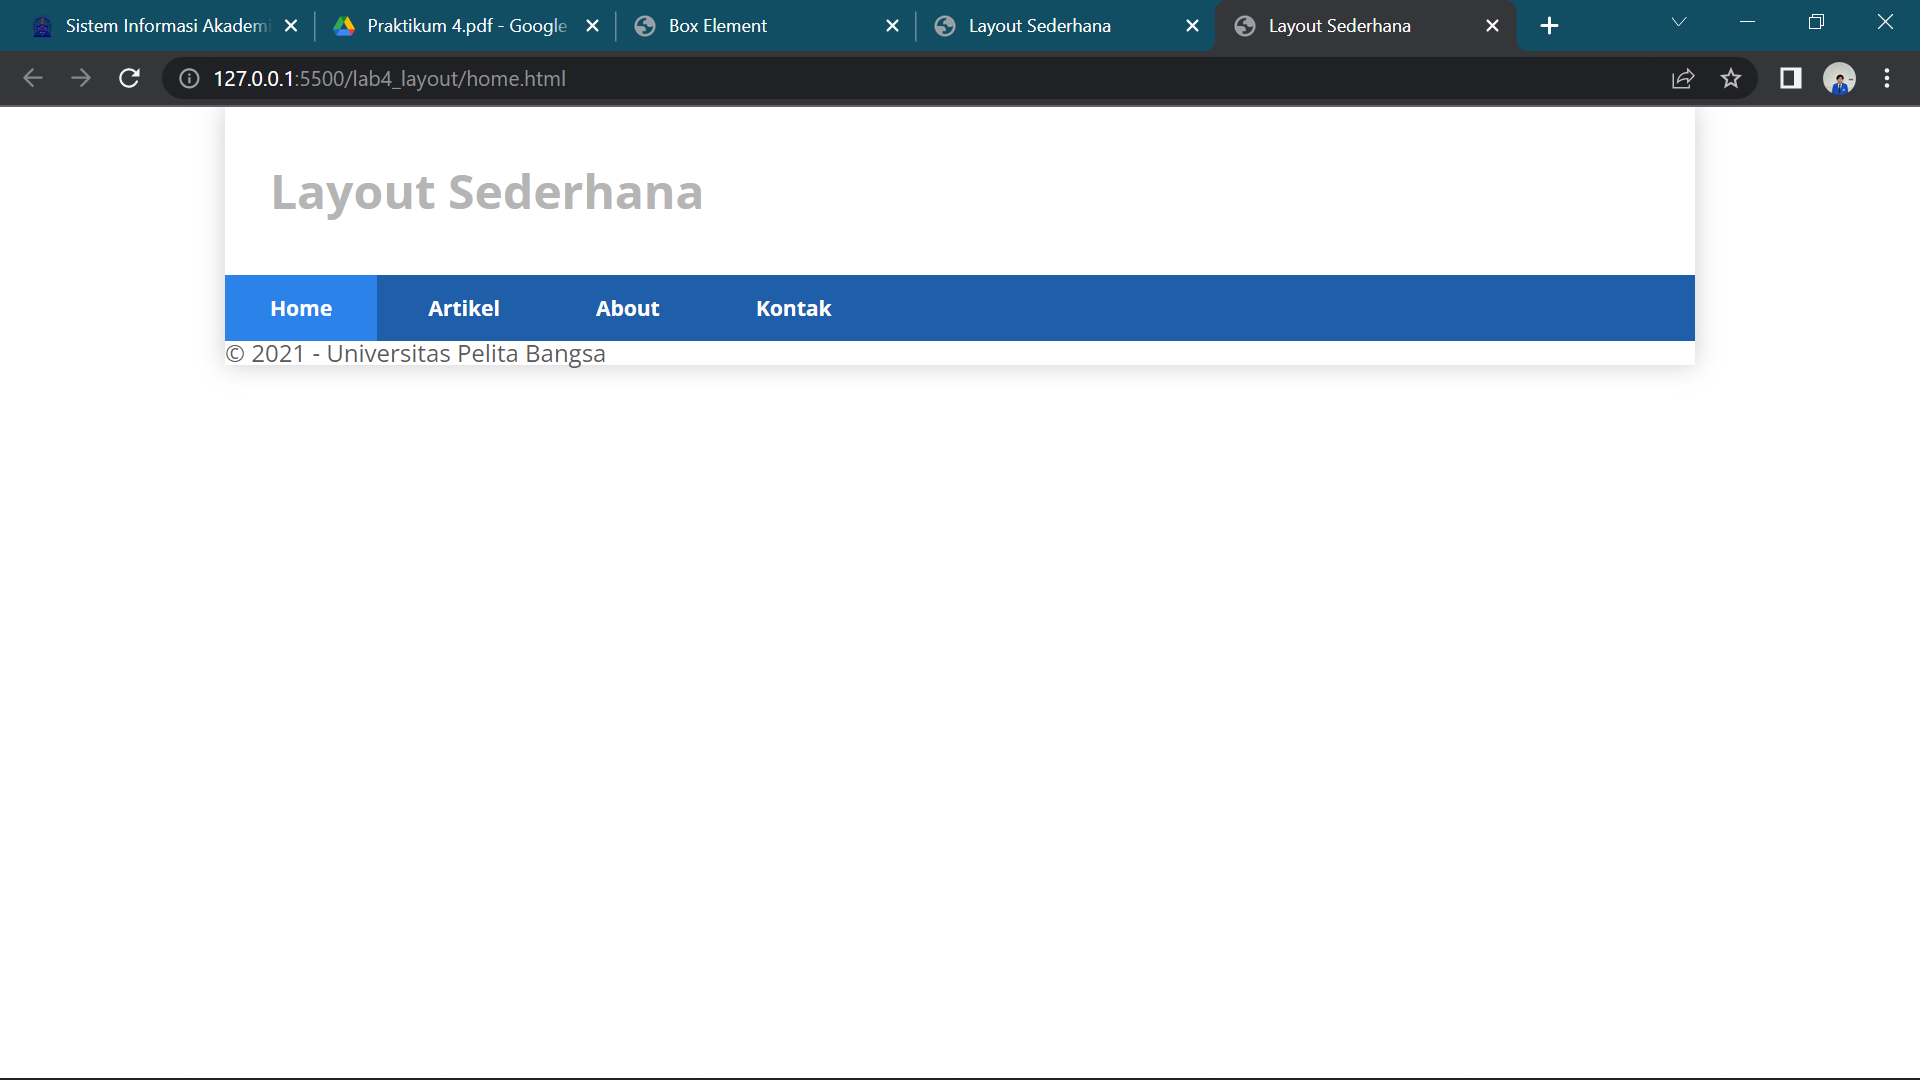 Sistem Informasi Akademi
Praktikum 4.pdf - Google
Box Element
Layout Sederhana
Layout Sederhana
127.0.0.1:5500/lab4_layout/home.html
Layout Sederhana
Home Artikel About Kontak
© 2021 - Universitas Pelita Bangsa